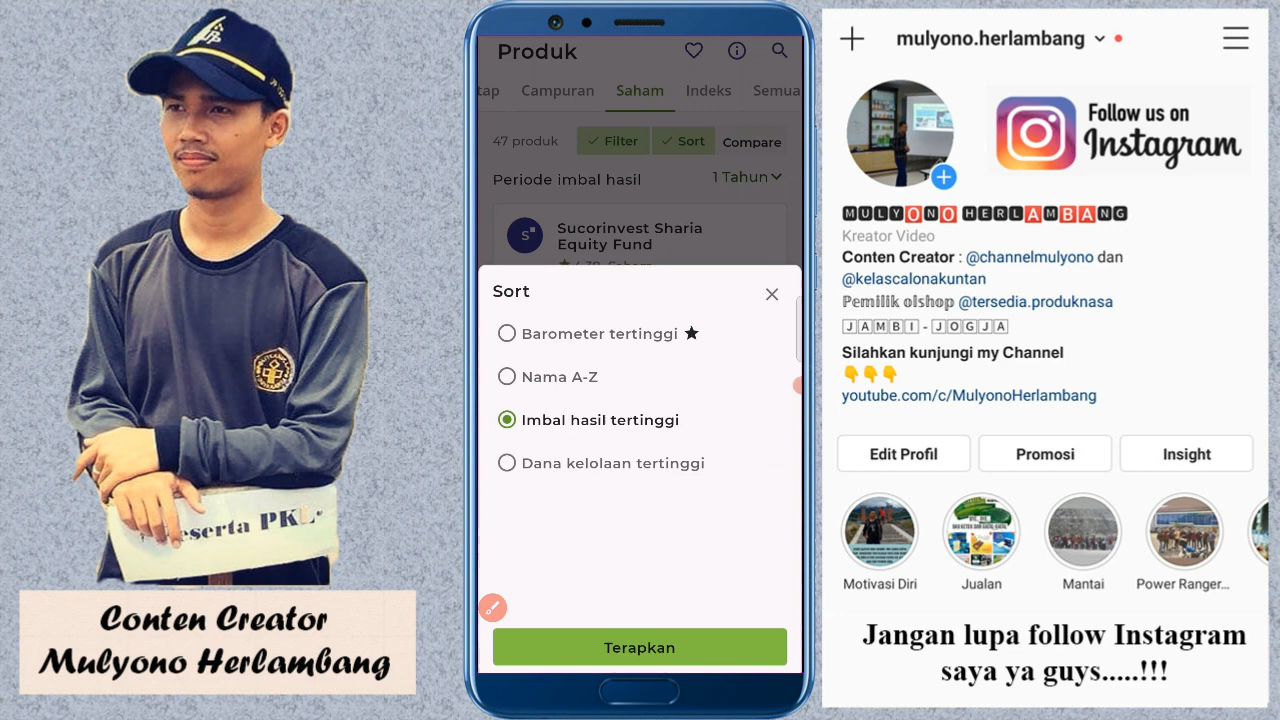 eserta PKL
Conten Creator
Mulyono Herlambang
Produk
tap Campuran Saham Indeks Semua
47 produk Filter Sort Compare
Periode imbal hasil 1 Tahun
S
Sucorinvest Sharia
Equity Fund
Sort
Barometer tertinggi ★
Nama A-Z
Imbal hasil tertinggi
Dana kelolaan tertinggi
Terapkan
mulyono.herlambang
Follow us on
Instagram
MULYONO HERLAMBANG
Kreator Video
Conten Creator : @channelmulyono dan
@kelascalonakuntan
Pemilik olshop @tersedia.produknasa
JAMBI - JOGJA
Silahkan kunjungi my Channel
👇👇👇
youtube.com/c/MulyonoHerlambang
Edit Profil Promosi Insight
Motivasi Diri Jualan Mantai Power Ranger...
Jangan lupa follow Instagram
saya ya guys.....!!!